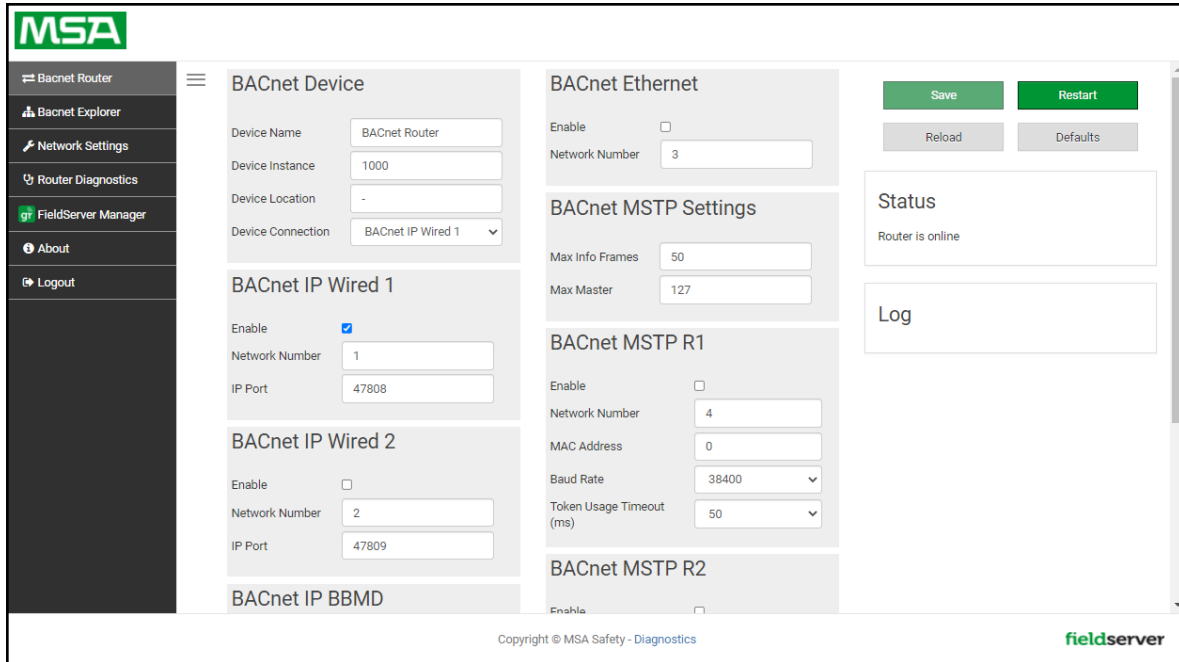 MSA
Bacnet Router
Bacnet Explorer
Network Settings
Router Diagnostics
gr FieldServer Manager
About
Logout
BACnet Device
Device Name BACnet Router
Device Instance 1000
Device Location -
Device Connection BACnet IP Wired 1
BACnet IP Wired 1
Enable
Network Number 1
IP Port 47808
BACnet IP Wired 2
Enable
Network Number 2
IP Port 47809
BACnet IP BBMD
BACnet Ethernet
Enable
Network Number 3
BACnet MSTP Settings
Max Info Frames 50
Max Master 127
BACnet MSTP R1
Enable
Network Number 4
MAC Address 0
Baud Rate 38400
Token Usage Timeout
(ms) 50
BACnet MSTP R2
Enable
Save Restart
Reload Defaults
Status
Router is online
Log
Copyright © MSA Safety - Diagnostics
fieldserver